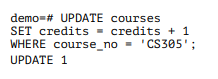 demo=# UPDATE courses
SET credits = credits + 1
WHERE course_no = 'CS305';
UPDATE 1